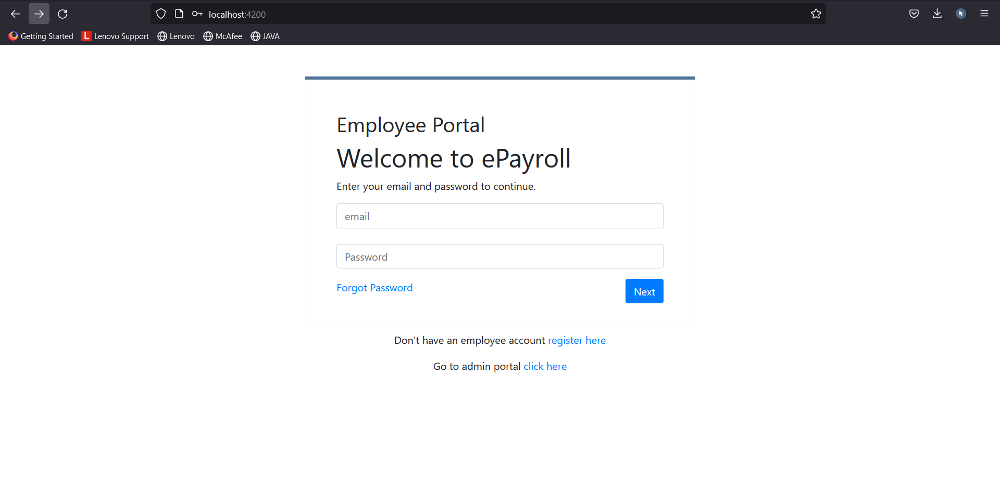 localhost:4200
Getting Started L Lenovo Support Lenovo McAfee JAVA
Employee Portal
Welcome to ePayroll
Enter your email and password to continue.
email
Password
Forgot Password Next
Don't have an employee account register here
Go to admin portal click here